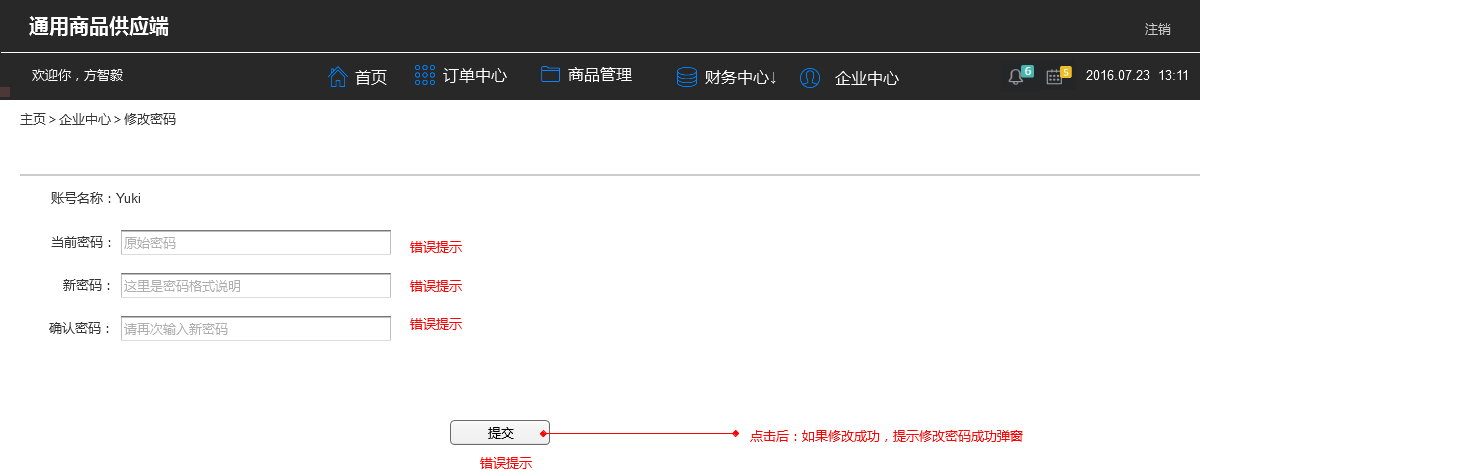 通用商品供应端
注销
欢迎你，方智毅 首页 订单中心 商品管理 财务中心↓ 企业中心 6 5 2016.07.23 13:11
主页 > 企业中心 > 修改密码
账号名称：Yuki
当前密码： 原始密码 错误提示
新密码： 这里是密码格式说明 错误提示
确认密码： 请再次输入新密码 错误提示
提交 点击后：如果修改成功，提示修改密码成功弹窗
错误提示